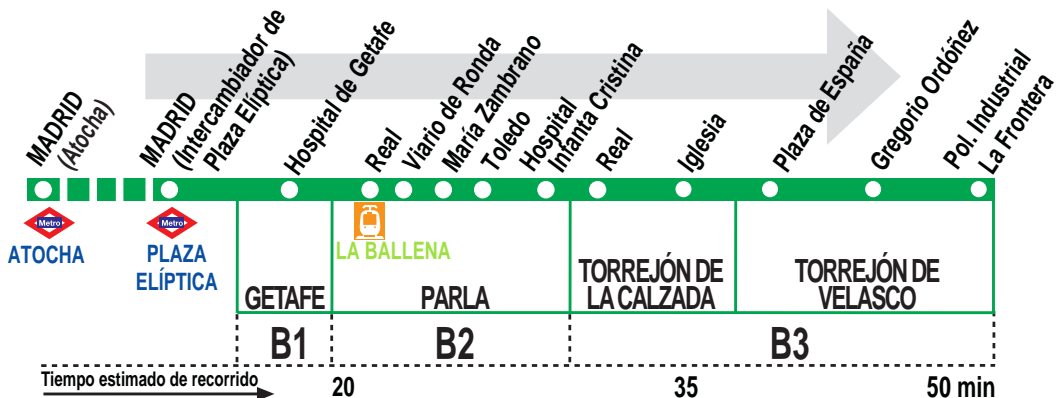 MADRID
(Atocha)
MADRID
(Intercambiador de
Plaza Elíptica)
Hospital de Getafe
Real
Viario de Ronda
María Zambrano
Toledo
Hospital
Infanta Cristina
Real
Iglesia
Plaza de España
Gregorio Ordóñez
Pol. Industrial
La Frontera
Metro
ATOCHA
Metro
PLAZA
ELÍPTICA
LA BALLENA
GETAFE
PARLA
TORREJÓN DE
LA CALZADA
TORREJÓN DE
VELASCO
B1
B2
B3
Tiempo estimado de recorrido
20
35
50 min